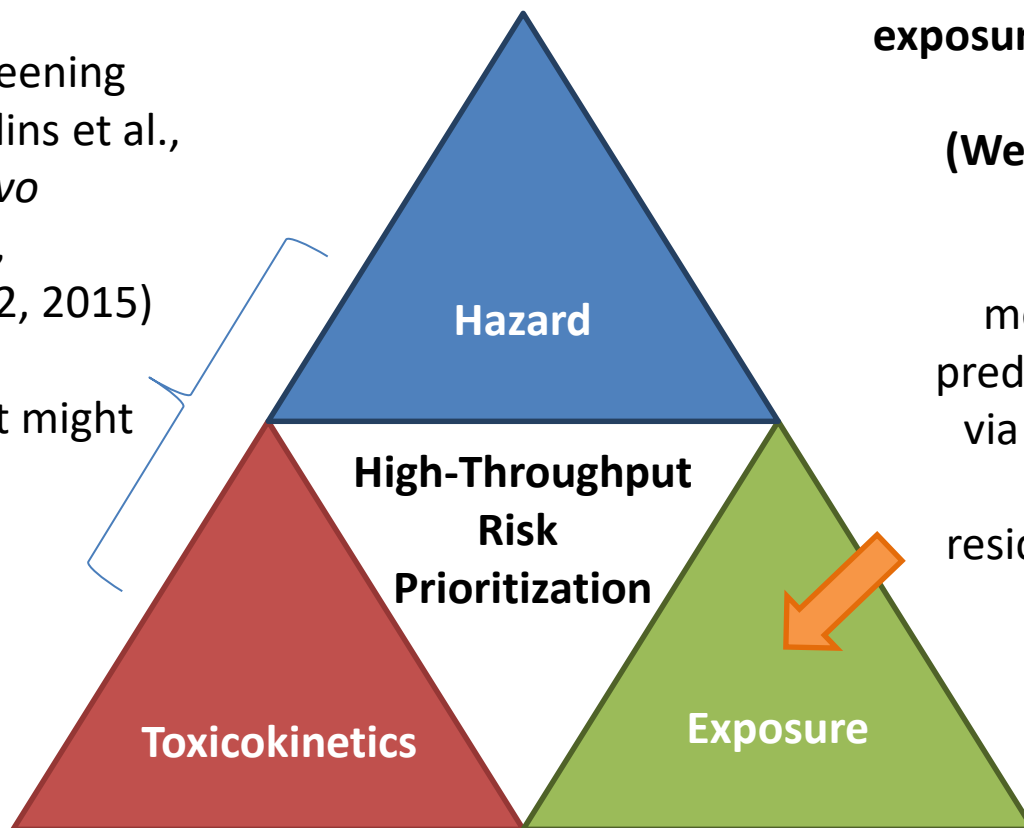 eening
lins et al.,
vo
,
2, 2015)
t might
Hazard
High-Throughput
Risk
Prioritization
Toxicokinetics
Exposure
exposur
(We
m
pred
via
resid